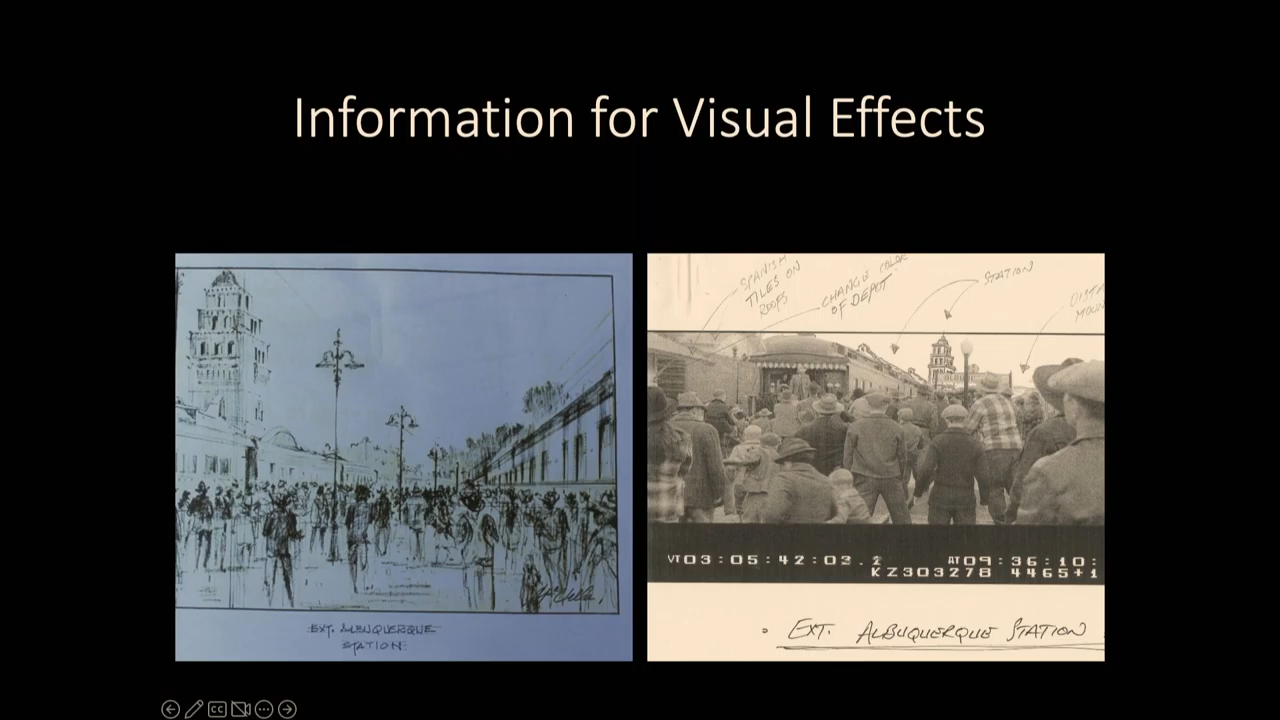 Information for Visual Effects
SPANISH
TILES ON
ROOFS
CHANGE COLOR
OF DEPOT
STATION
EXT. ALBUQUERQUE
STATION
VT03:05:42:03.2 AT09:36:10:
KZ303278 4465+1
EXT. ALBUQUERQUE STATION
CC